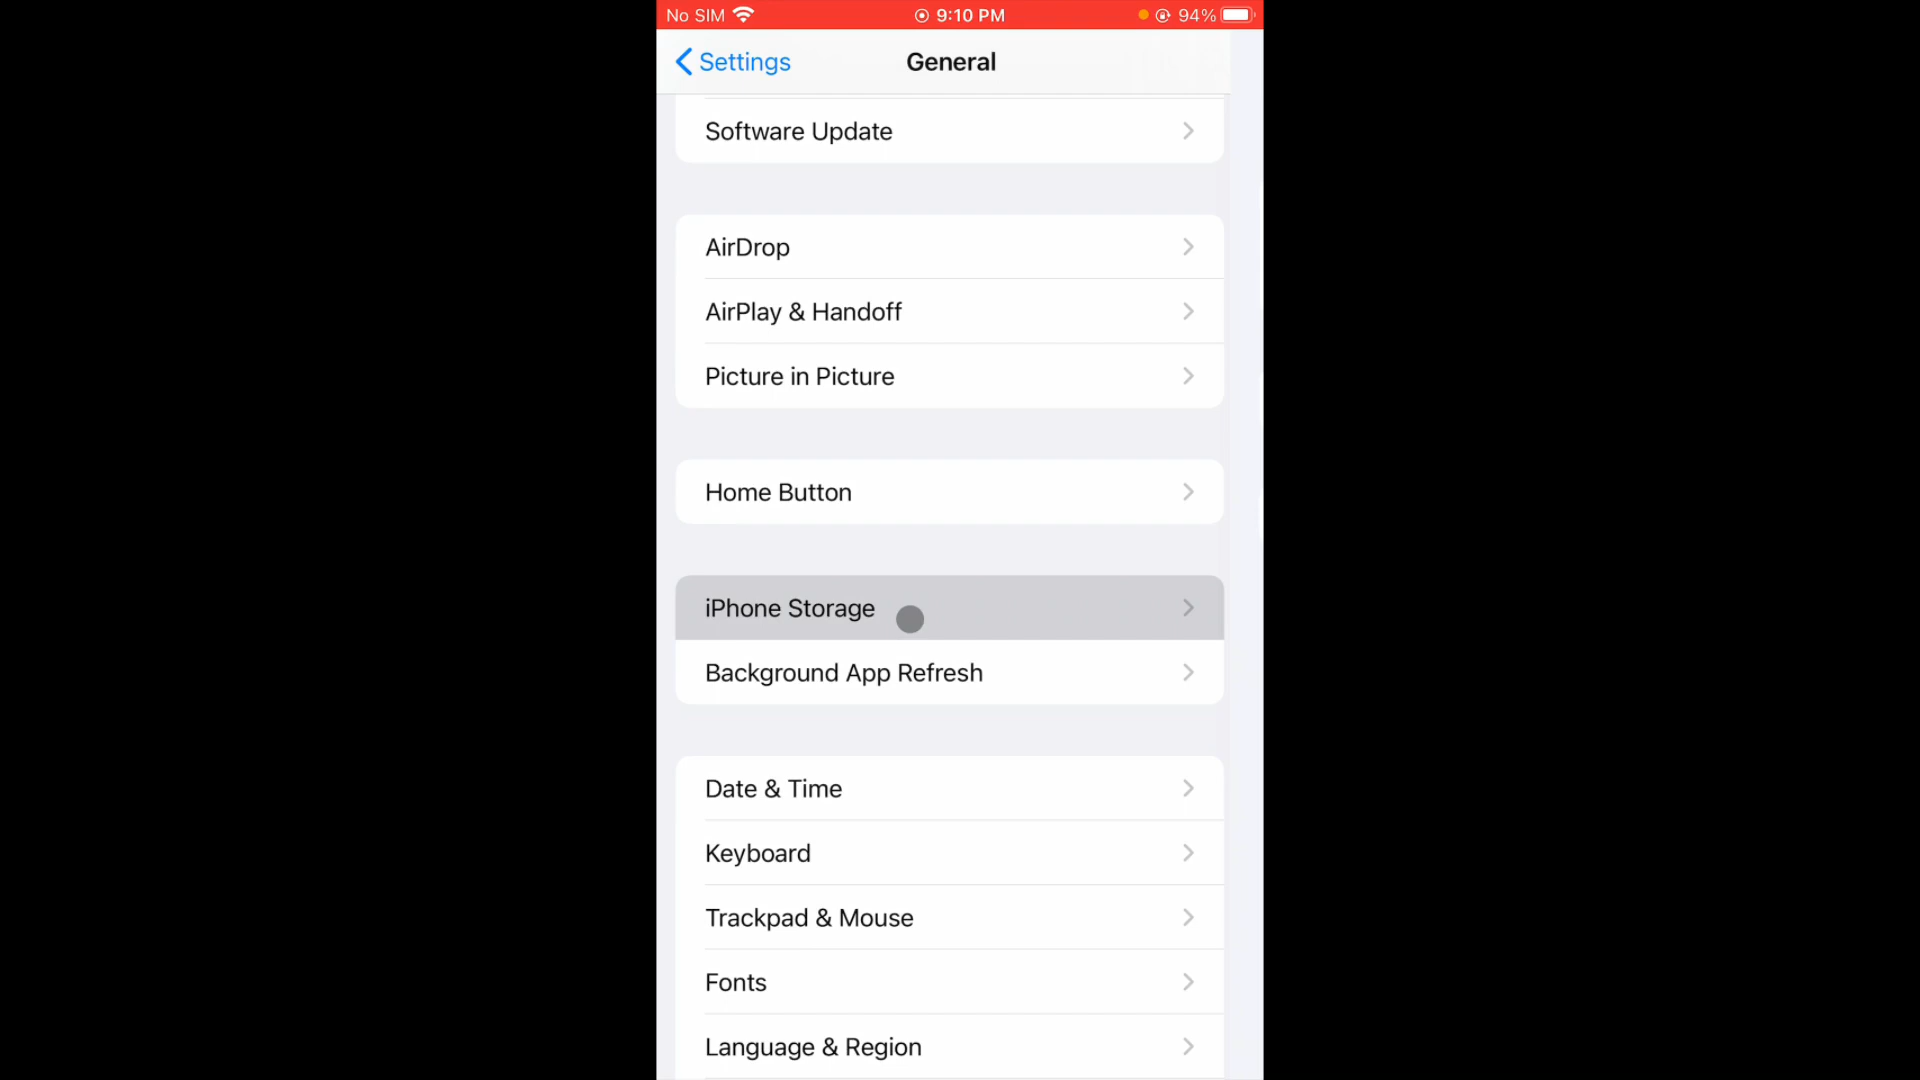 No SIM 9:10 PM 94%
Settings General
Software Update
AirDrop
AirPlay & Handoff
Picture in Picture
Home Button
iPhone Storage
Background App Refresh
Date & Time
Keyboard
Trackpad & Mouse
Fonts
Language & Region